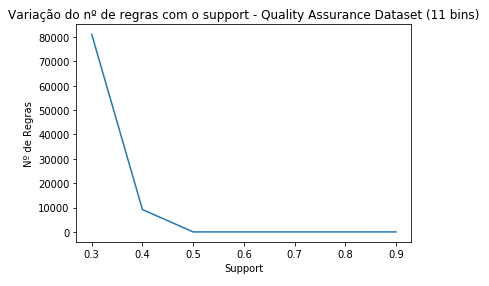 Variação do nº de regras com o support - Quality Assurance Dataset (11 bins)
80000
70000
60000
50000
40000
30000
20000
10000
0
Nº de Regras
0.3 0.4 0.5 0.6 0.7 0.8 0.9
Support